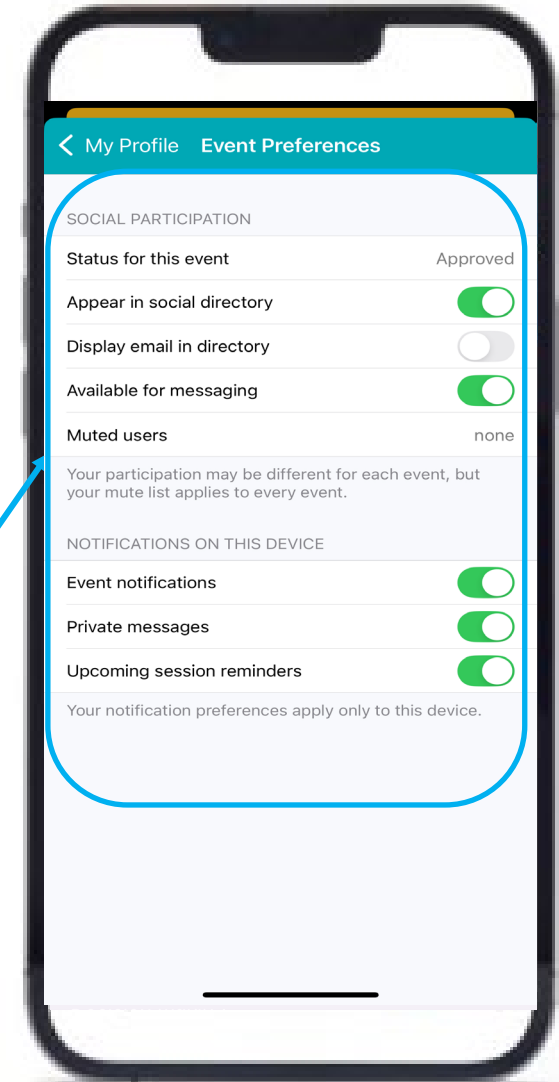 My Profile Event Preferences
SOCIAL PARTICIPATION
Status for this event Approved
Appear in social directory
Display email in directory
Available for messaging
Muted users none
Your participation may be different for each event, but
your mute list applies to every event.
NOTIFICATIONS ON THIS DEVICE
Event notifications
Private messages
Upcoming session reminders
Your notification preferences apply only to this device.